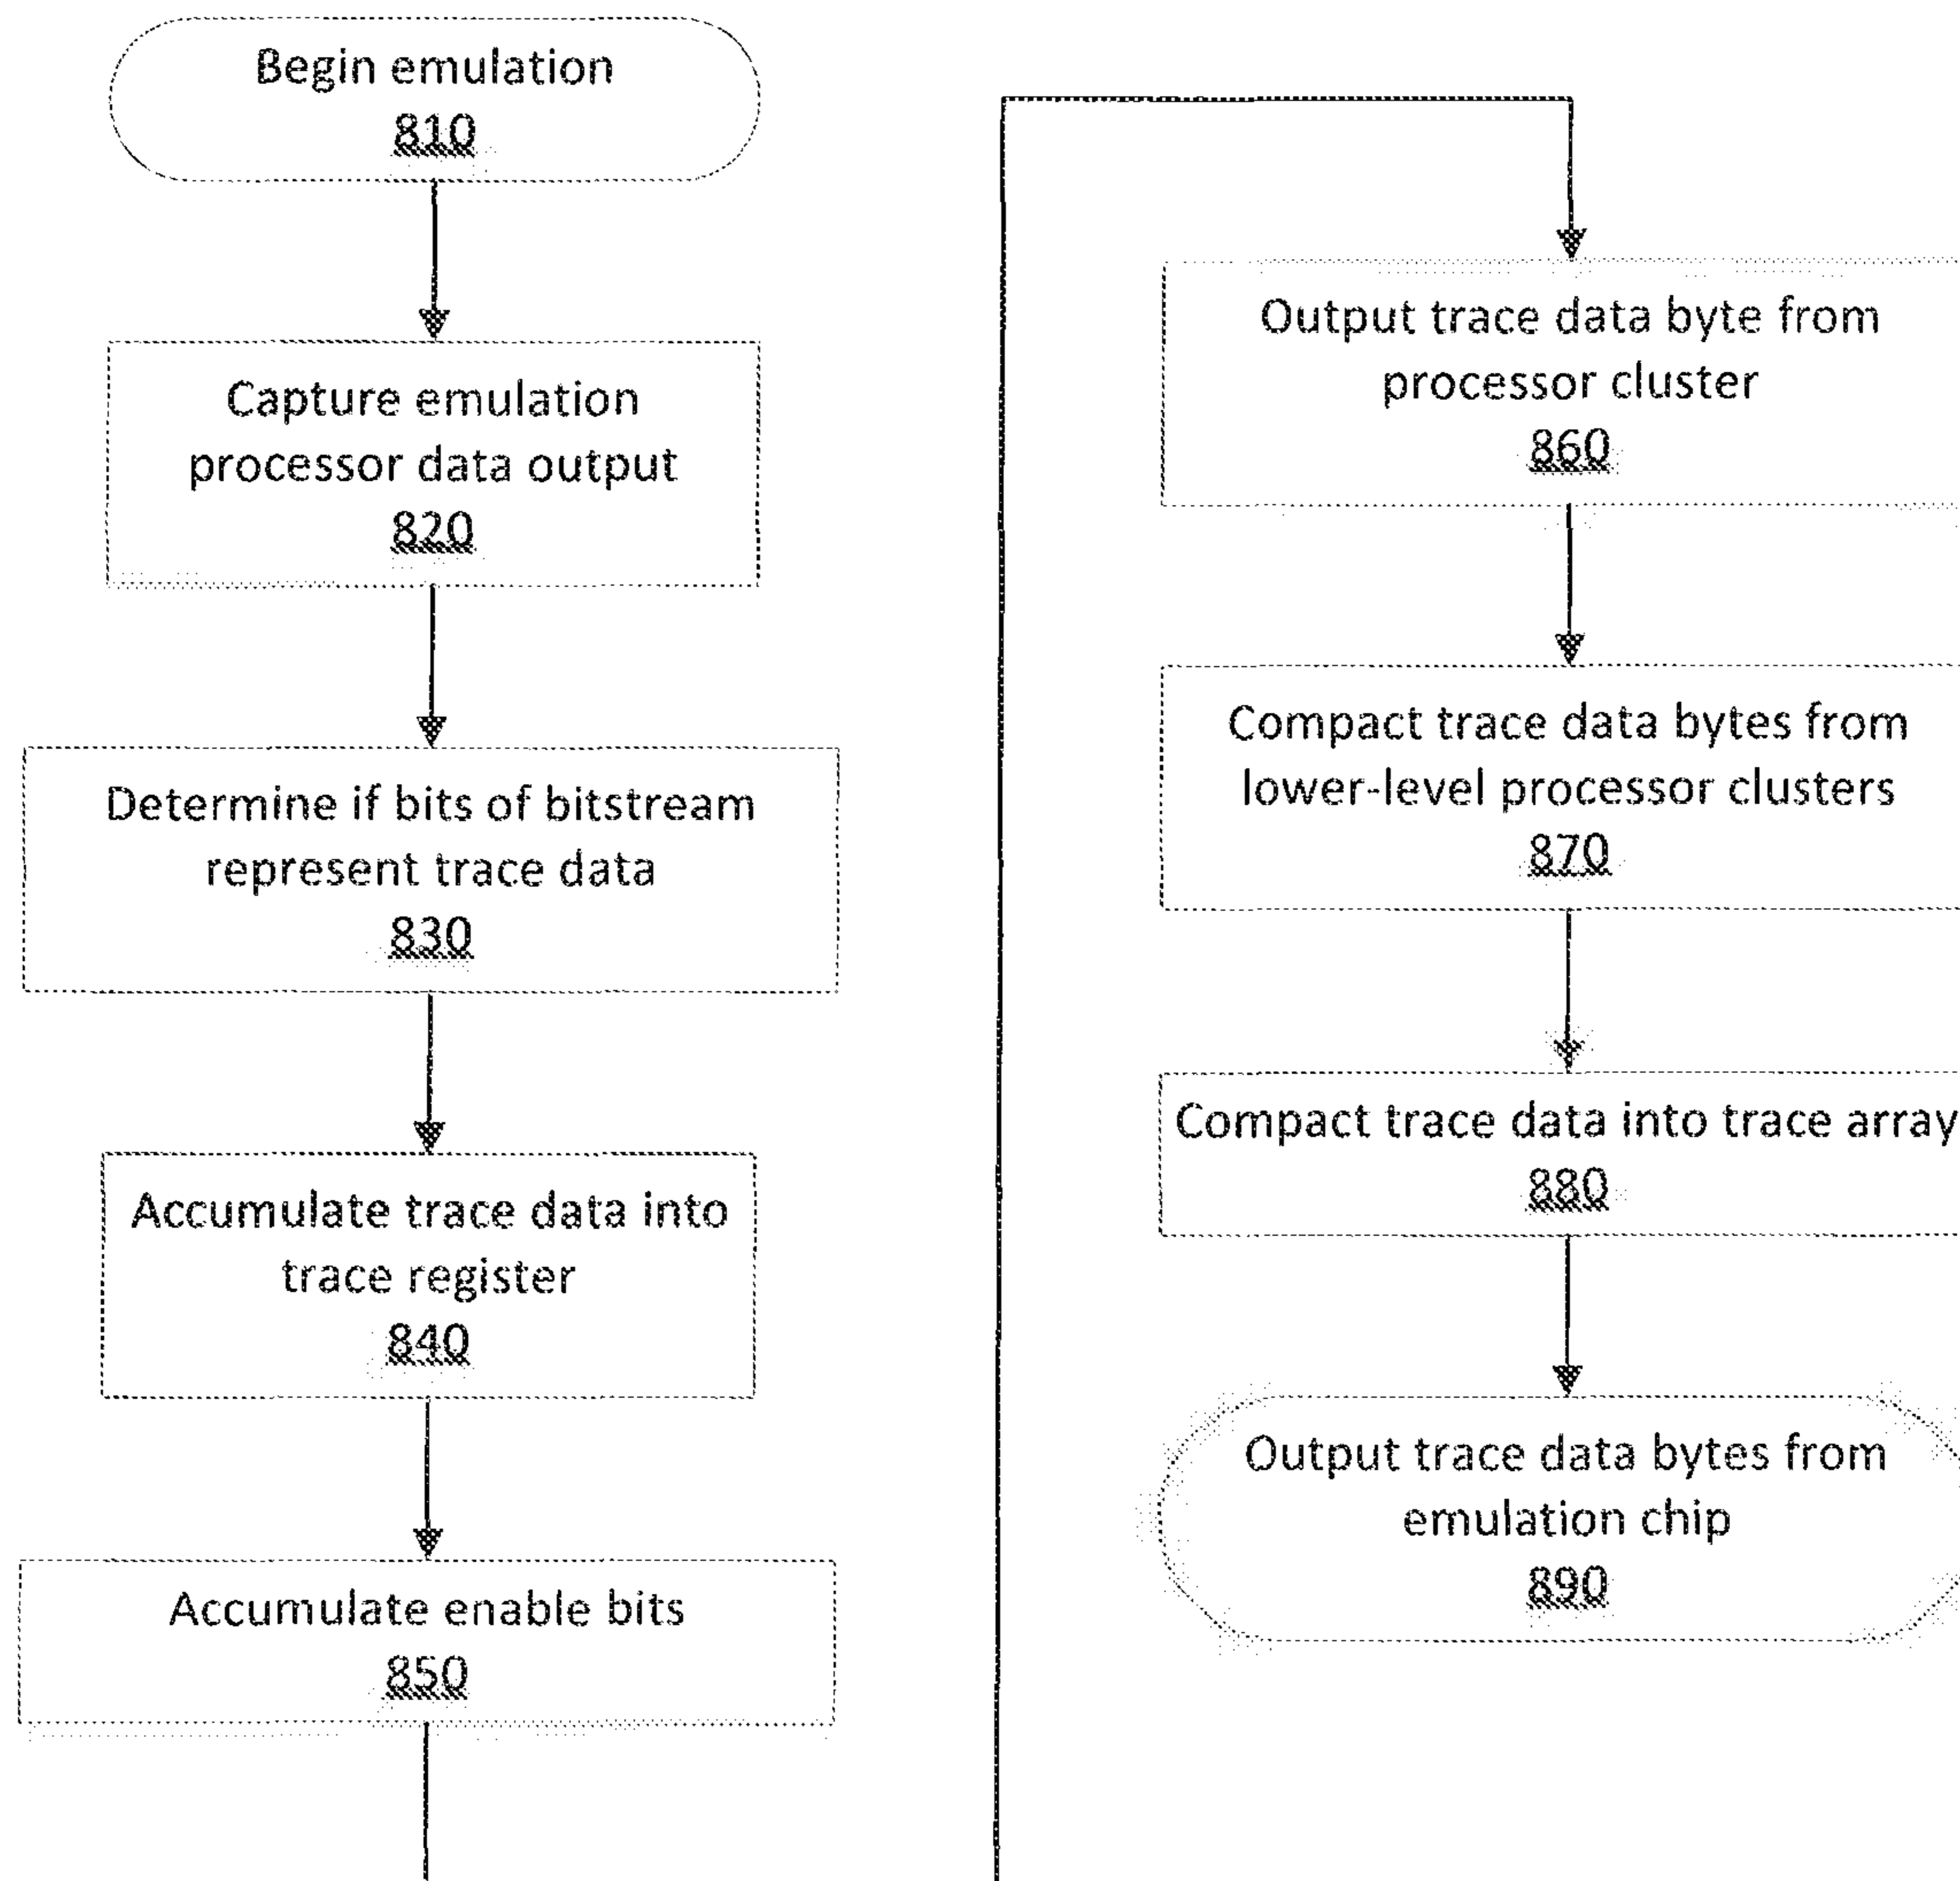 Begin emulation
810
Capture emulation
processor data output
820
Determine if bits of bitstream
represent trace data
830
Accumulate trace data into
trace register
840
Accumulate enable bits
850
Output trace data byte from
processor cluster
860
Compact trace data bytes from
lower-level processor clusters
870
Compact trace data into trace array
880
Output trace data bytes from
emulation chip
890